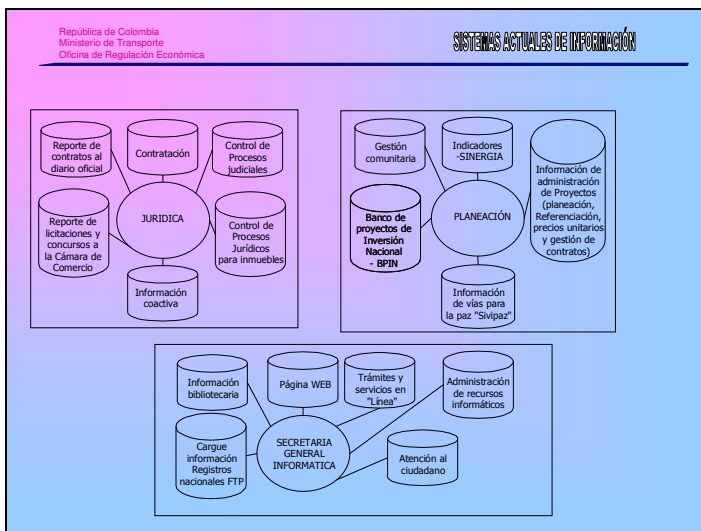 República de Colombia
Ministerio de Transporte
Oficina de Regulación Económica
SISTEMAS ACTUALES DE INFORMACIÓN
Reporte de
contratos al
diario oficial
Contratación
Control de
Procesos
judiciales
JURIDICA
Reporte de
licitaciones y
concursos a
la Cámara de
Comercio
Control de
Procesos
Jurídicos
para inmuebles
Información
coactiva
Gestión
comunitaria
Indicadores
-SINERGIA
Información de
administración
de Proyectos
(planeación,
Referenciación,
precios unitarios
y gestión de
contratos)
Banco de
proyectos de
Inversión
Nacional
- BPIN
PLANEACIÓN
Información
de vías para
la paz "Sivipaz"
Información
bibliotecaria
Página WEB
Trámites y
servicios en
"Línea"
Administración
de recursos
informáticos
Cargue
información
Registros
nacionales FTP
SECRETARIA
GENERAL
INFORMATICA
Atención al
ciudadano